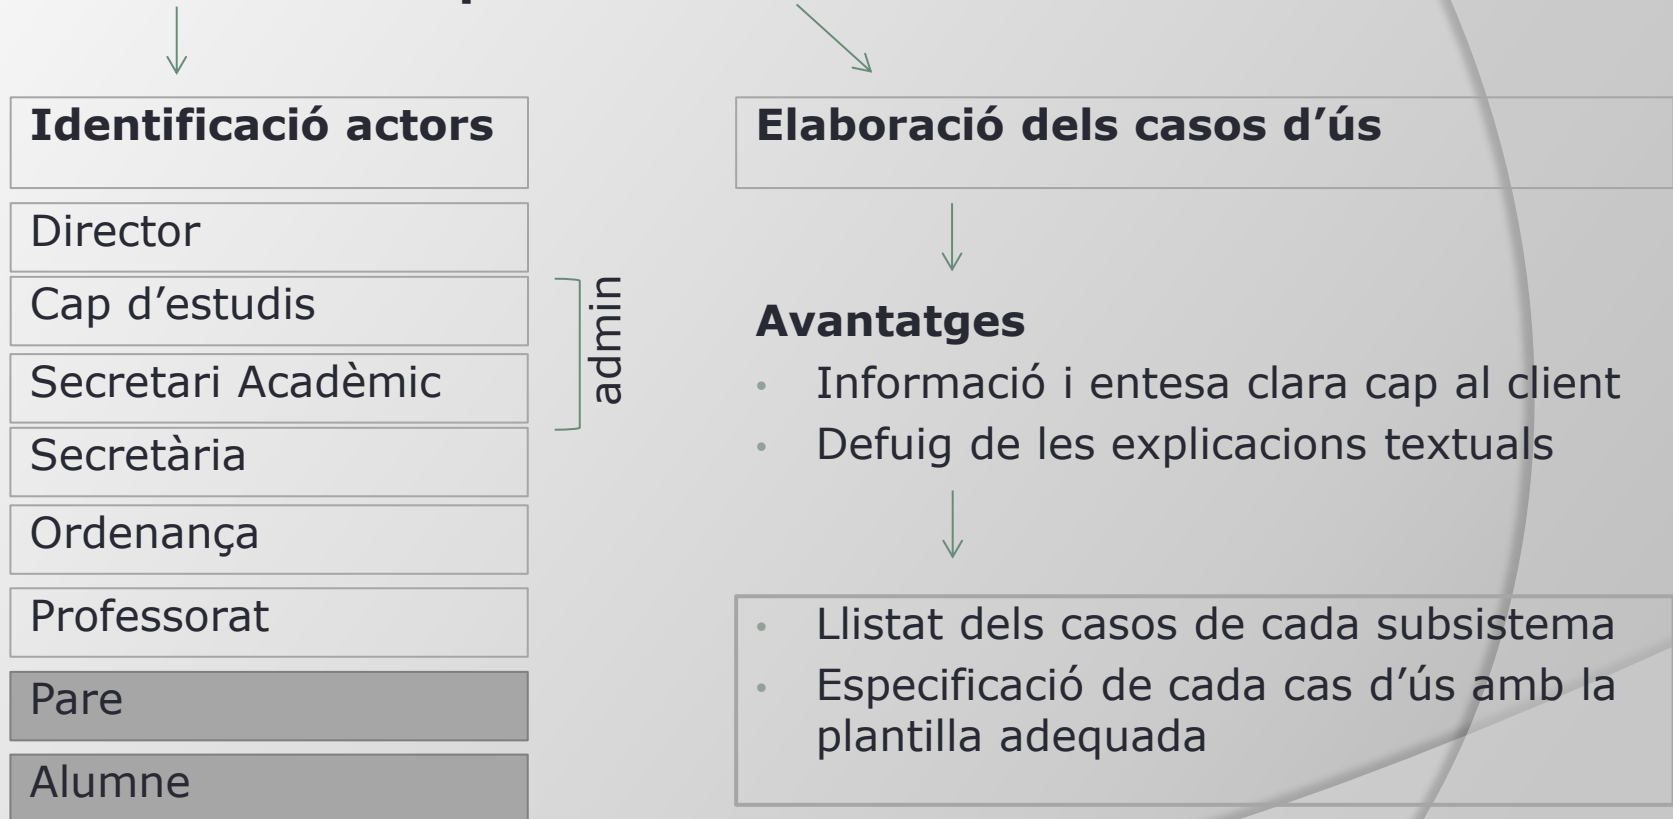 Identificació actors
Director
Cap d’estudis
Secretari Acadèmic
Secretària
Ordenança
Professorat
Pare
Alumne
admin
Elaboració dels casos d’ús
Avantatges
• Informació i entesa clara cap al client
• Defuig de les explicacions textuals
• Llistat dels casos de cada subsistema
• Especificació de cada cas d’ús amb la
plantilla adequada